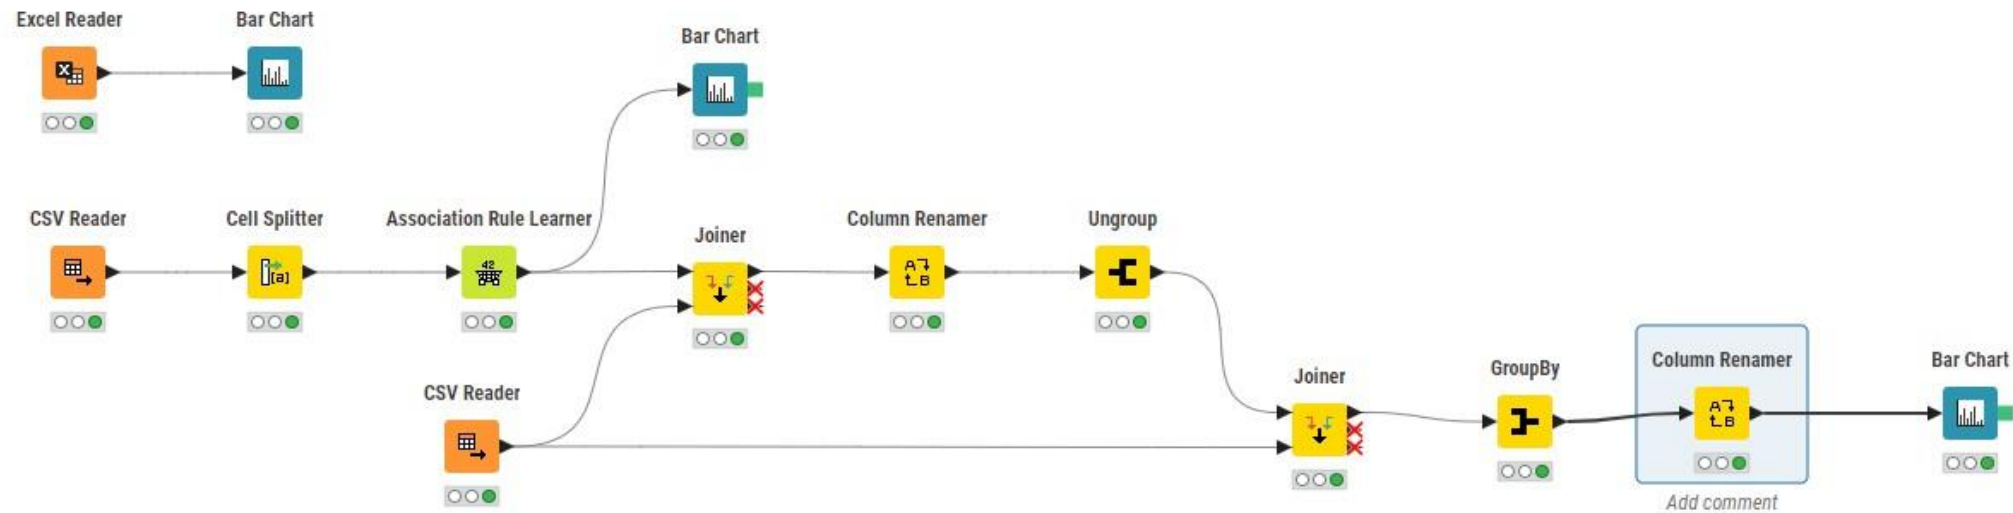 Excel Reader
Bar Chart
Bar Chart
CSV Reader
Cell Splitter
Association Rule Learner
Joiner
Column Renamer
Ungroup
CSV Reader
Joiner
GroupBy
Column Renamer
Bar Chart
Add comment